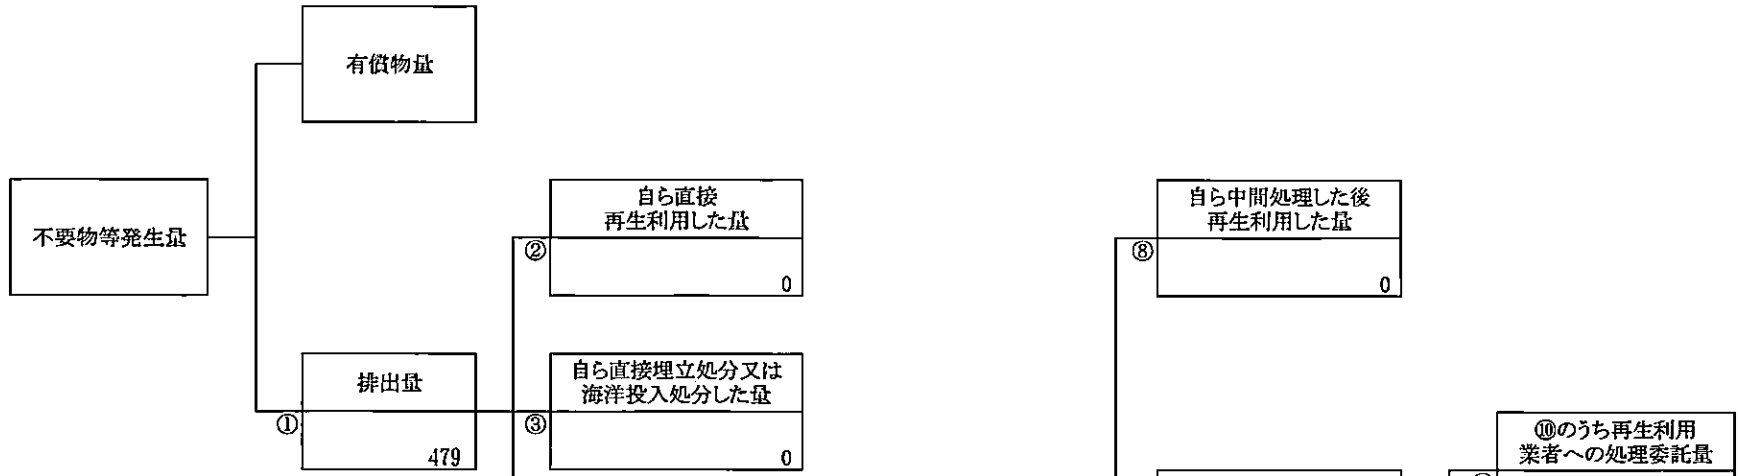 有償物量
不要物等発生量
自ら直接
再生利用した量
②
0
自ら中間処理した後
再生利用した量
⑧
0
排出量
①
479
自ら直接埋立処分又は
海洋投入処分した量
③
0
⑩のうち再生利用
業者への処理委託量